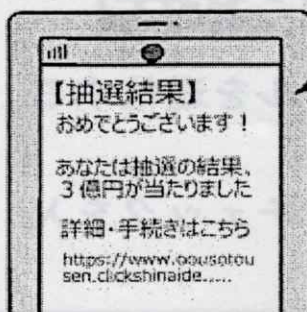 【抽選結果】
おめでとうございます！
あなたは抽選の結果、
３億円が当たりました
詳細・手続きはこちら
https://www.oousotou
sen.clickshinaide.....